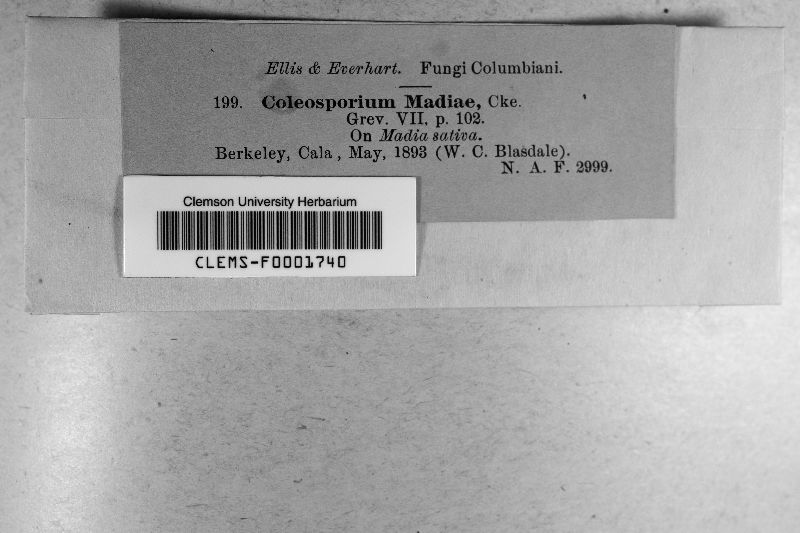 Ellis & Everhart. Fungi Columbiani.
199. Coleosporium Madiae, Cke.
Grev. VII, p. 102.
On Madia sativa.
Berkeley, Cala, May, 1893 (W. C. Blasdale).
N. A. F. 2999.
Clemson University Herbarium
CLEMS-F0001740